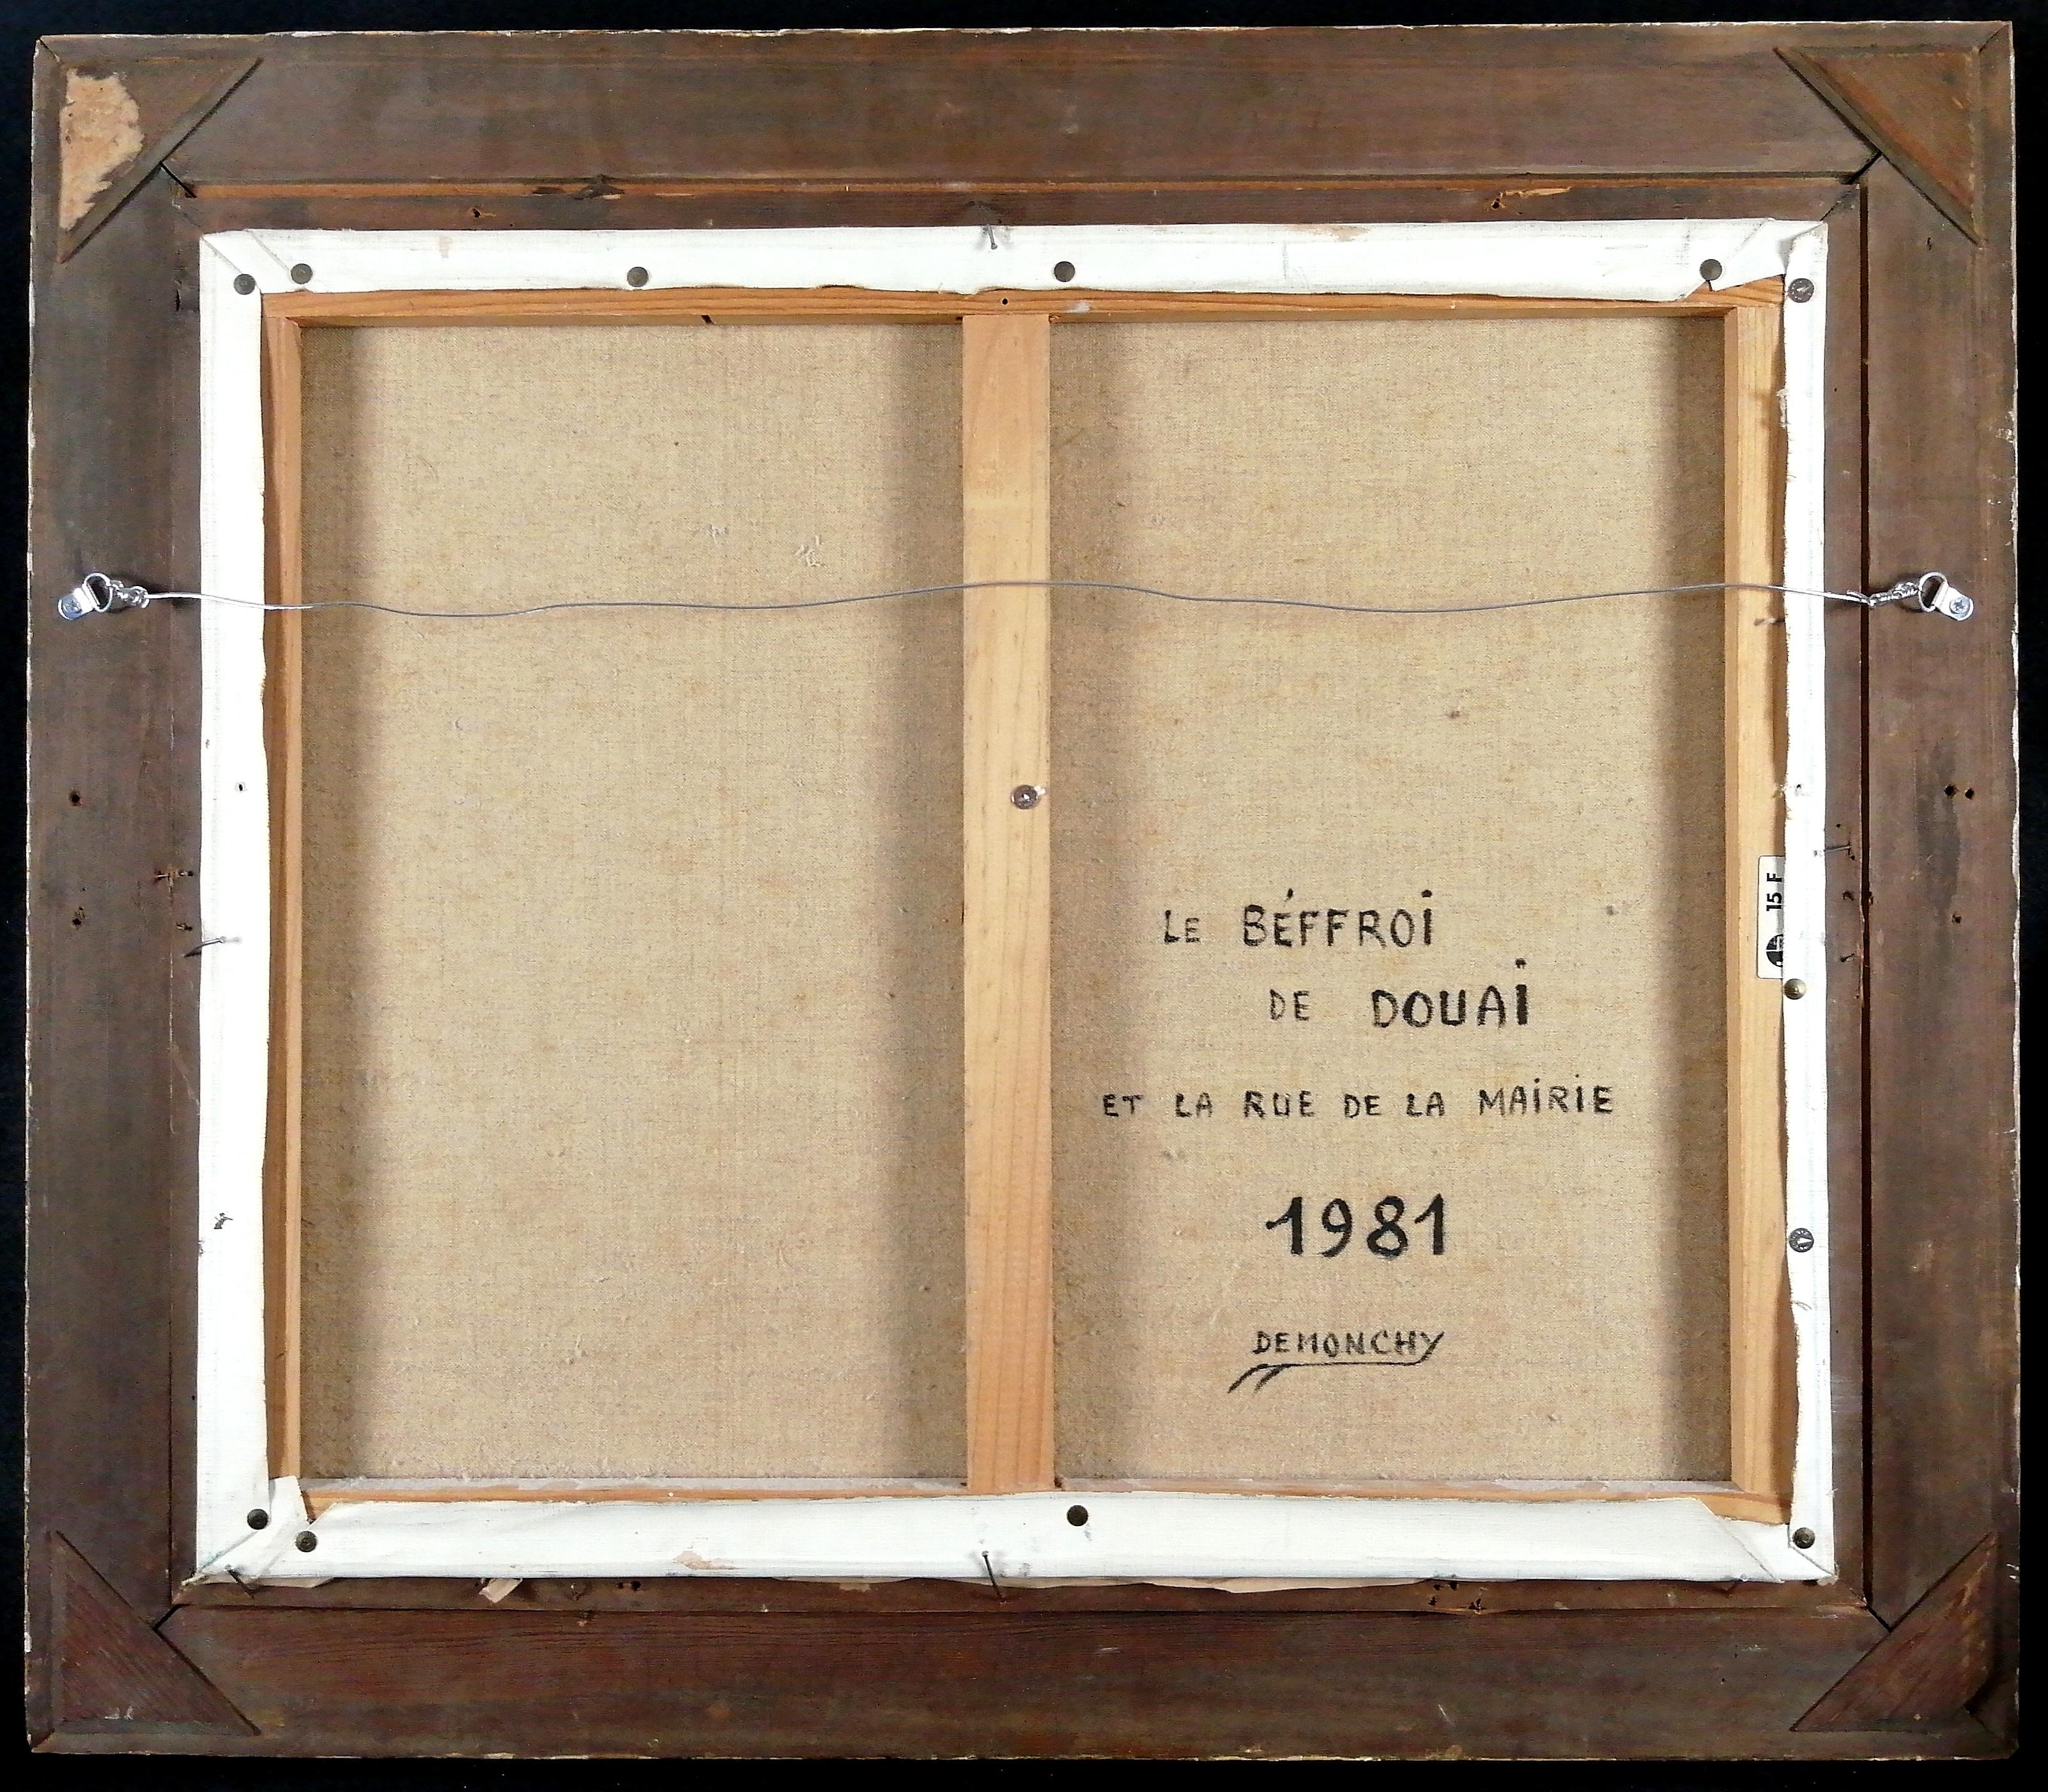 LE BÉFFROI
DE DOUAI
ET LA RUE DE LA MAIRIE
1981
DEMONCHY
15 F